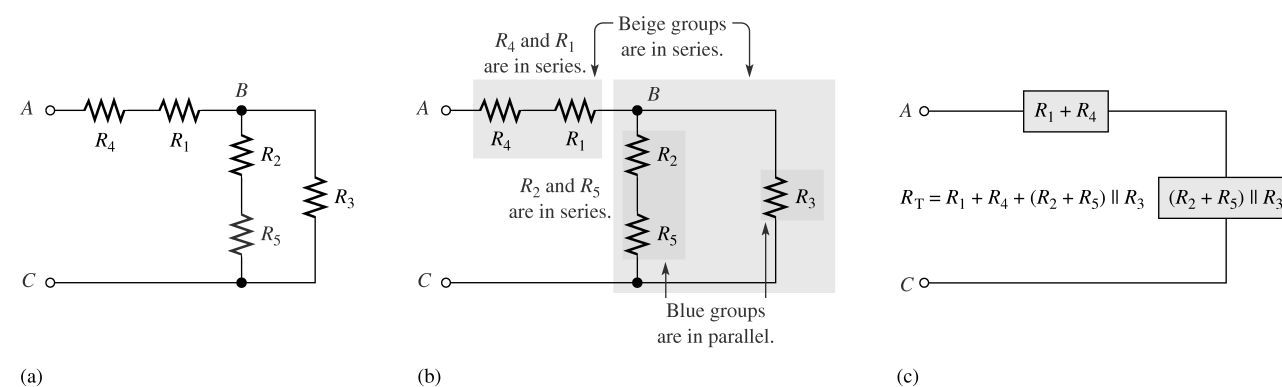 A
R4
R1
B
R2
R5
R3
C
(a)
Beige groups
are in series.
R4 and R1
are in series.
A
R4
R1
B
R2
R2 and R5
are in series.
R3
R5
C
Blue groups
are in parallel.
(b)
A
R1 + R4
RT = R1 + R4 + (R2 + R5) || R3
(R2 + R5) || R3
C
(c)